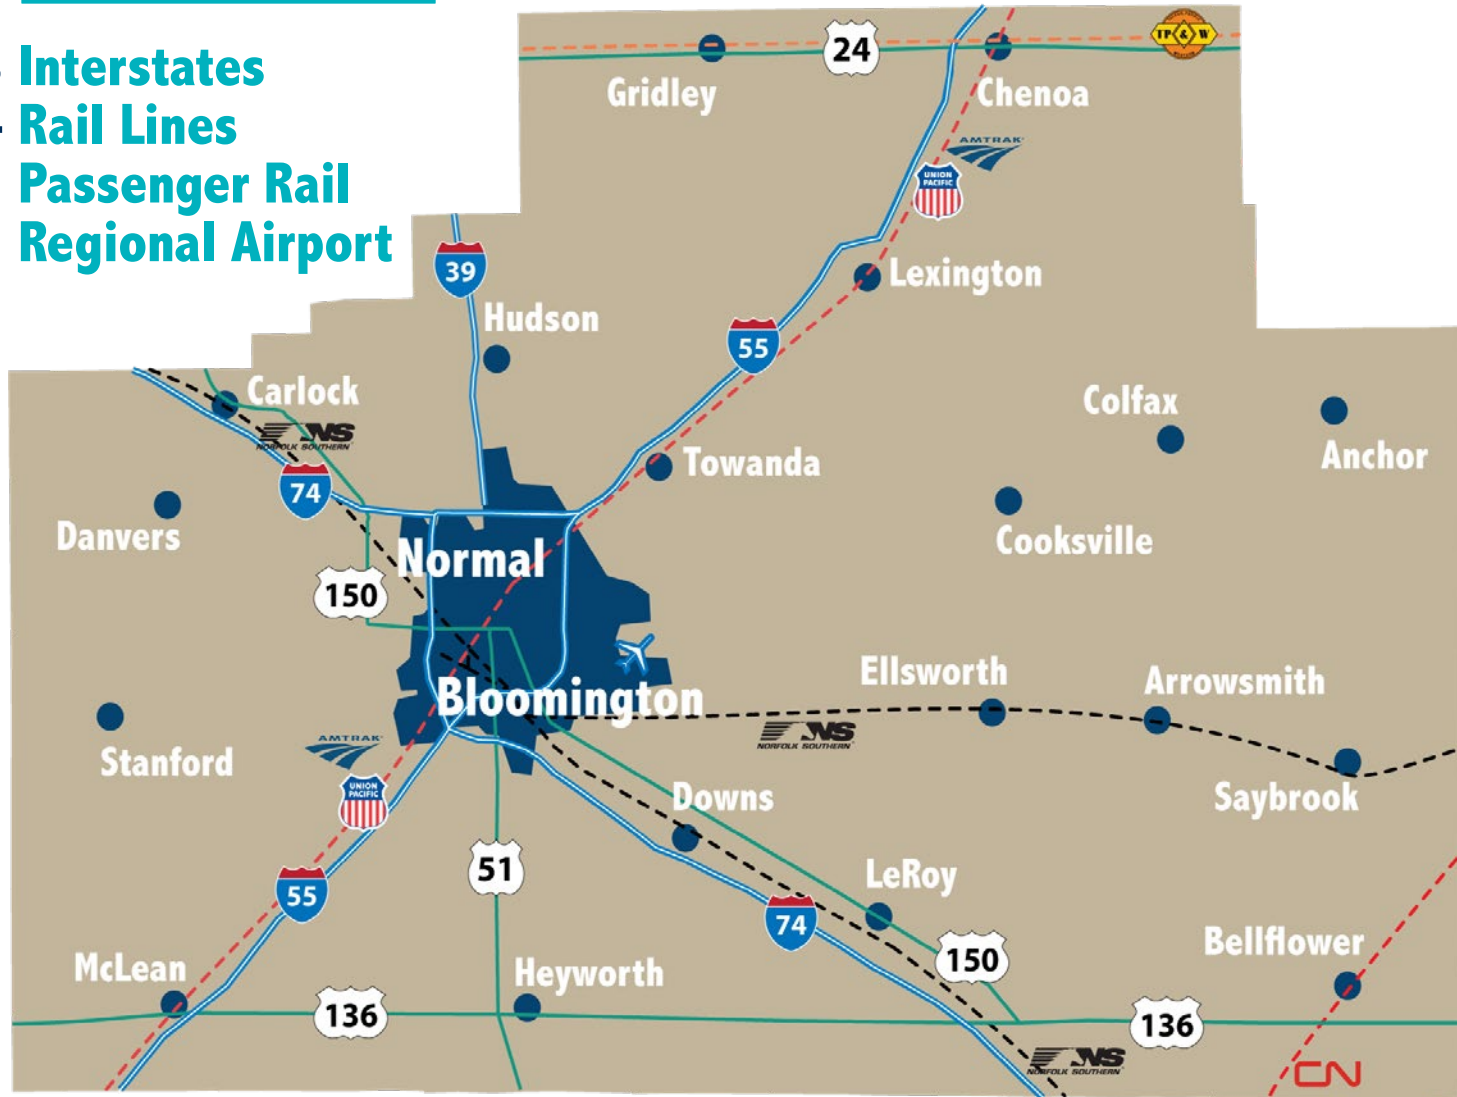 Interstates
Rail Lines
Passenger Rail
Regional Airport
24
TP & W
Gridley
Chenoa
AMTRAK
UNION
PACIFIC
39
Lexington
Hudson
55
Carlock
NS
NORFOLK SOUTHERN
Colfax
Anchor
74
Towanda
Danvers
Cooksville
Normal
150
Ellsworth
Arrowsmith
Bloomington
AMTRAK
NS
NORFOLK SOUTHERN
Stanford
UNION
PACIFIC
Downs
Saybrook
51
LeRoy
55
74
Bellflower
McLean
Heyworth
150
136
136
NS
NORFOLK SOUTHERN
CN